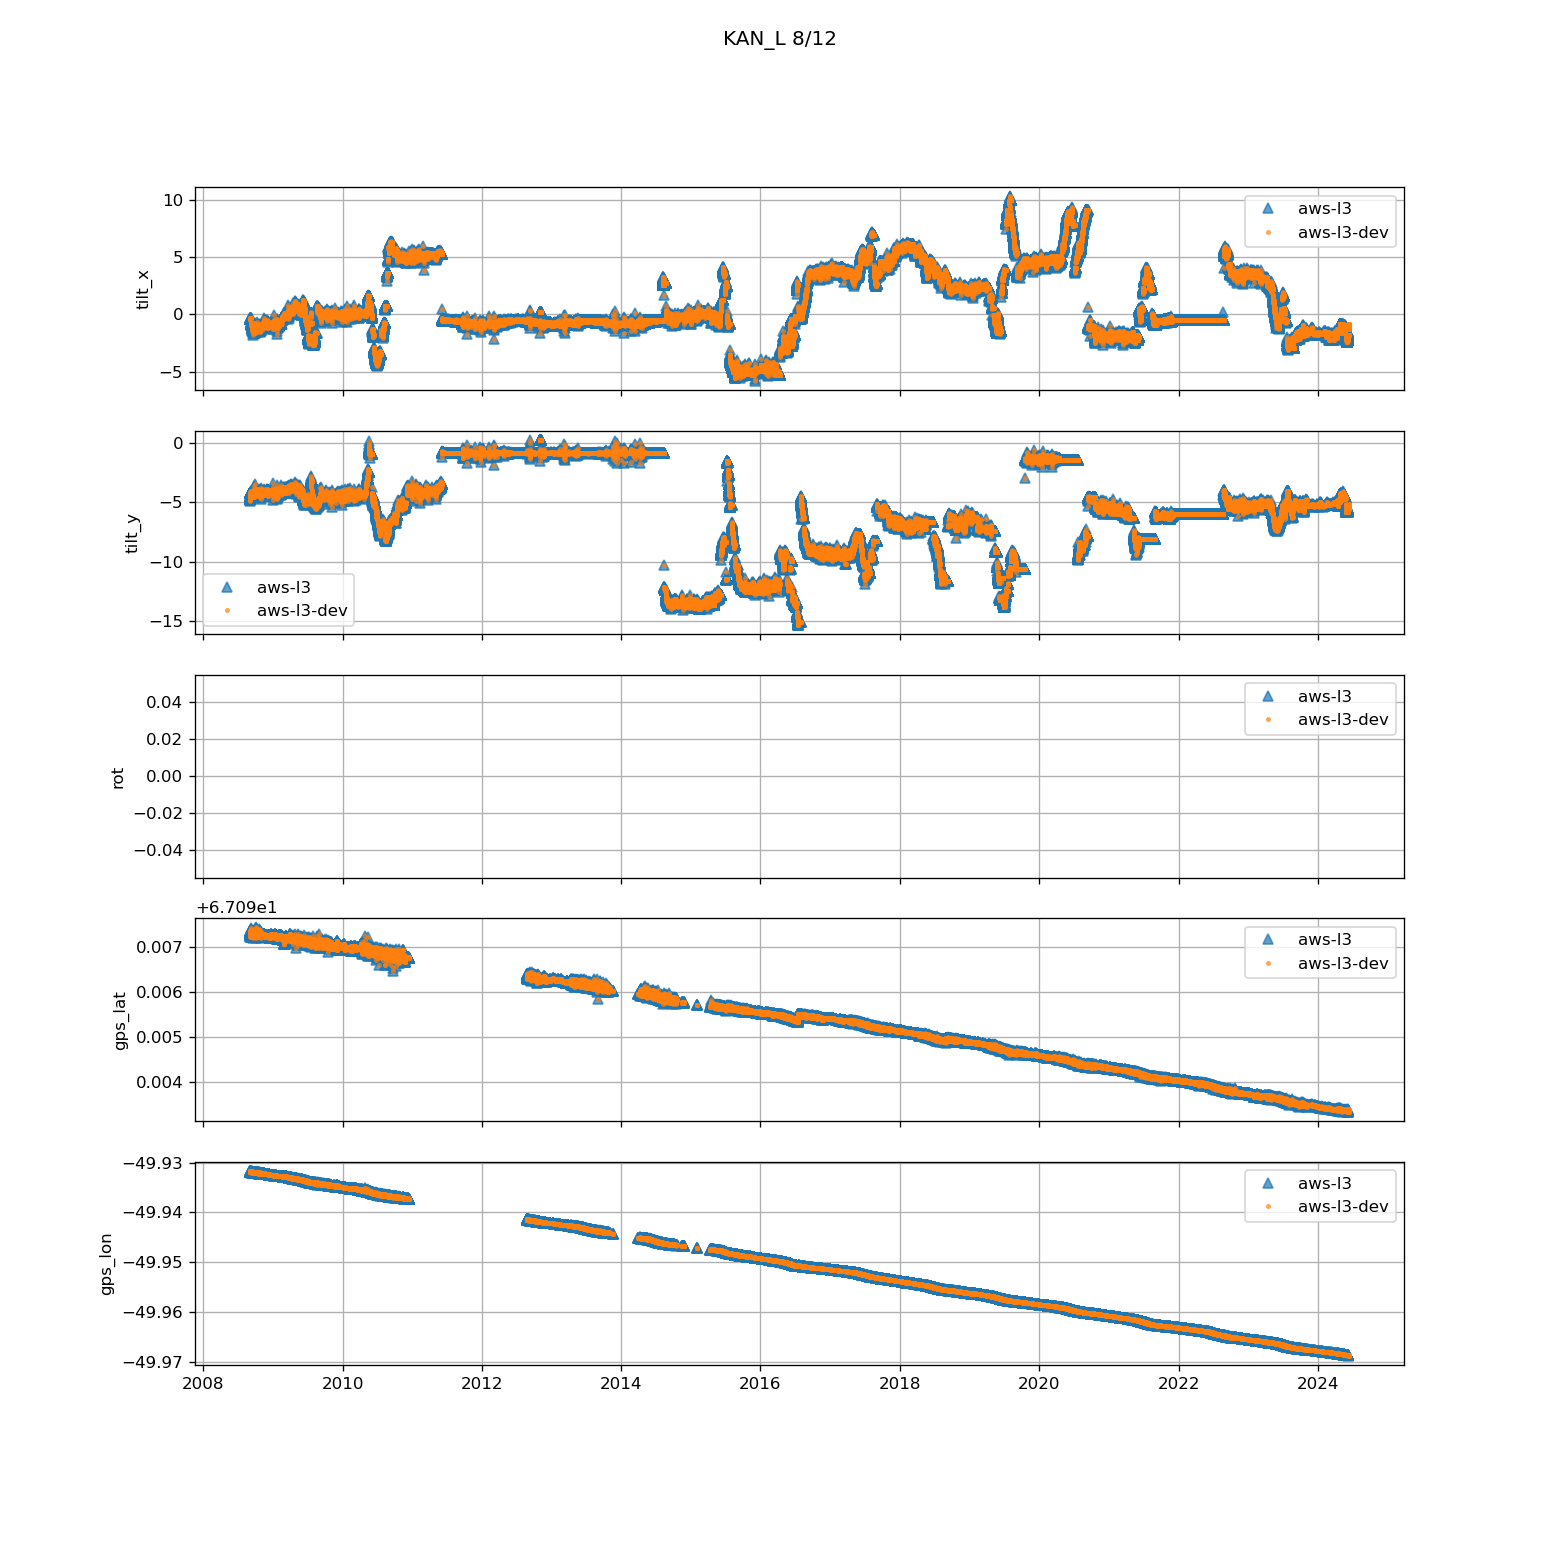 KAN_L 8/12
10
5
0
−5
tilt_x
aws-l3
aws-l3-dev
0
−5
−10
−15
tilt_y
aws-l3
aws-l3-dev
0.04
0.02
0.00
−0.02
−0.04
rot
aws-l3
aws-l3-dev
+6.709e1
0.007
0.006
0.005
0.004
gps_lat
aws-l3
aws-l3-dev
−49.93
−49.94
−49.95
−49.96
−49.97
gps_lon
aws-l3
aws-l3-dev
2008 2010 2012 2014 2016 2018 2020 2022 2024